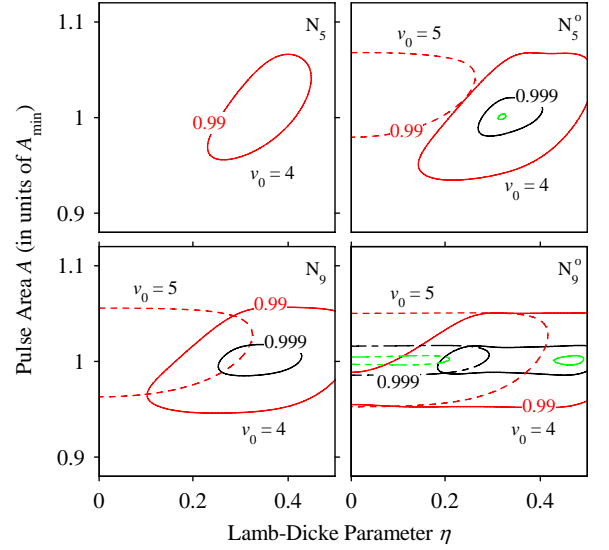 1.1
N₅
N₅ᵒ
v₀ = 5
0.999
1
0.99
0.99
v₀ = 4
v₀ = 4
0.9
Pulse Area A (in units of A_min)
1.1
N₉
N₉ᵒ
v₀ = 5
v₀ = 5
0.99
0.999
1
0.999
0.99
v₀ = 4
v₀ = 4
0.9
0 0.2 0.4 0 0.2 0.4
Lamb-Dicke Parameter η